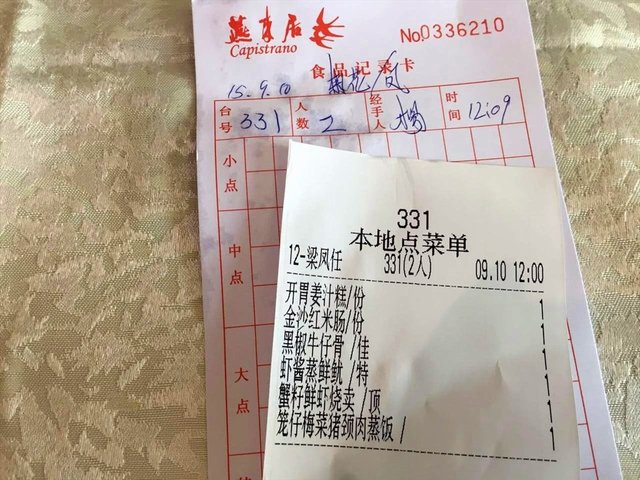 燕来居
Capistrano
No.0336210
食品记录卡
15.9.10 菊花/凤
台号 331 人数 2 经手人 杨 时间 12:09
小点
中点
大点
331
本地点菜单
12-梁凤任 331(2人) 09.10 12:00
开胃姜汁糕/份 1
金沙红米肠/份 1
黑椒牛仔骨 /佳 1
虾酱蒸鲜鱿 /特 1
蟹籽鲜虾烧卖 /顶 1
笼仔梅菜猪颈肉蒸饭 / 1